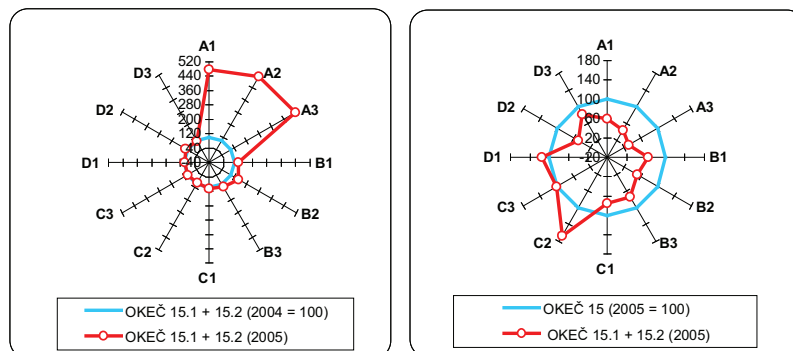 A1
520
440
360
280
200
120
40
-40
A2
A3
B1
B2
B3
C1
C2
C3
D1
D2
D3
OKEČ 15.1 + 15.2 (2004 = 100)
OKEČ 15.1 + 15.2 (2005)
A1
180
140
100
60
20
-20
A2
A3
B1
B2
B3
C1
C2
C3
D1
D2
D3
OKEČ 15 (2005 = 100)
OKEČ 15.1 + 15.2 (2005)